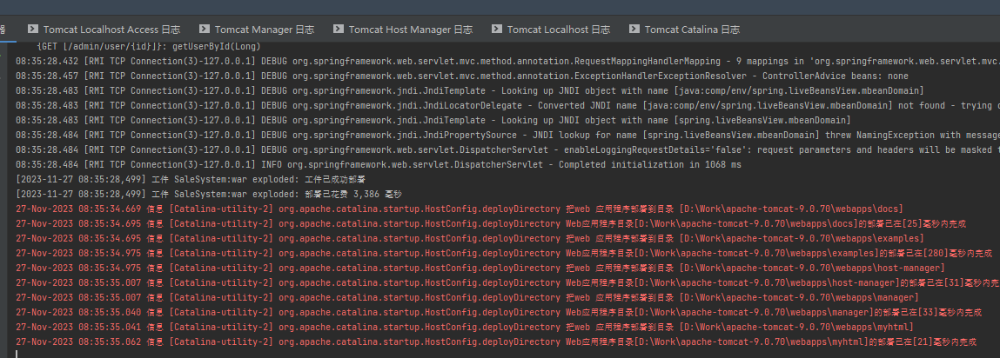 器
Tomcat Localhost Access 日志
Tomcat Manager 日志
Tomcat Host Manager 日志
Tomcat Localhost 日志
Tomcat Catalina 日志
{GET [/admin/user/{id}]}: getUserById(Long)
08:35:28.432 [RMI TCP Connection(3)-127.0.0.1] DEBUG org.springframework.web.servlet.mvc.method.annotation.RequestMappingHandlerMapping - 9 mappings in 'org.springframework.web.servlet.mvc.
08:35:28.457 [RMI TCP Connection(3)-127.0.0.1] DEBUG org.springframework.web.servlet.mvc.method.annotation.ExceptionHandlerExceptionResolver - ControllerAdvice beans: none
08:35:28.483 [RMI TCP Connection(3)-127.0.0.1] DEBUG org.springframework.jndi.JndiTemplate - Looking up JNDI object with name [java:comp/env/spring.liveBeansView.mbeanDomain]
08:35:28.483 [RMI TCP Connection(3)-127.0.0.1] DEBUG org.springframework.jndi.JndiLocatorDelegate - Converted JNDI name [java:comp/env/spring.liveBeansView.mbeanDomain] not found - trying o
08:35:28.483 [RMI TCP Connection(3)-127.0.0.1] DEBUG org.springframework.jndi.JndiTemplate - Looking up JNDI object with name [spring.liveBeansView.mbeanDomain]
08:35:28.484 [RMI TCP Connection(3)-127.0.0.1] DEBUG org.springframework.jndi.JndiPropertySource - JNDI lookup for name [spring.liveBeansView.mbeanDomain] threw NamingException with message
08:35:28.484 [RMI TCP Connection(3)-127.0.0.1] DEBUG org.springframework.web.servlet.DispatcherServlet - enableLoggingRequestDetails='false': request parameters and headers will be masked t
08:35:28.484 [RMI TCP Connection(3)-127.0.0.1] INFO org.springframework.web.servlet.DispatcherServlet - Completed initialization in 1068 ms
[2023-11-27 08:35:28,499] 工件 SaleSystem:war exploded: 工件已成功部署
[2023-11-27 08:35:28,499] 工件 SaleSystem:war exploded: 部署已花费 3,386 毫秒
27-Nov-2023 08:35:34.669 信息 [Catalina-utility-2] org.apache.catalina.startup.HostConfig.deployDirectory 把web 应用程序部署到目录 [D:\Work\apache-tomcat-9.0.70\webapps\docs]
27-Nov-2023 08:35:34.695 信息 [Catalina-utility-2] org.apache.catalina.startup.HostConfig.deployDirectory Web应用程序目录[D:\Work\apache-tomcat-9.0.70\webapps\docs]的部署已在[25]毫秒内完成
27-Nov-2023 08:35:34.695 信息 [Catalina-utility-2] org.apache.catalina.startup.HostConfig.deployDirectory 把web 应用程序部署到目录 [D:\Work\apache-tomcat-9.0.70\webapps\examples]
27-Nov-2023 08:35:34.975 信息 [Catalina-utility-2] org.apache.catalina.startup.HostConfig.deployDirectory Web应用程序目录[D:\Work\apache-tomcat-9.0.70\webapps\examples]的部署已在[280]毫秒内完成
27-Nov-2023 08:35:34.975 信息 [Catalina-utility-2] org.apache.catalina.startup.HostConfig.deployDirectory 把web 应用程序部署到目录 [D:\Work\apache-tomcat-9.0.70\webapps\host-manager]
27-Nov-2023 08:35:35.007 信息 [Catalina-utility-2] org.apache.catalina.startup.HostConfig.deployDirectory Web应用程序目录[D:\Work\apache-tomcat-9.0.70\webapps\host-manager]的部署已在[31]毫秒内完
27-Nov-2023 08:35:35.007 信息 [Catalina-utility-2] org.apache.catalina.startup.HostConfig.deployDirectory 把web 应用程序部署到目录 [D:\Work\apache-tomcat-9.0.70\webapps\manager]
27-Nov-2023 08:35:35.040 信息 [Catalina-utility-2] org.apache.catalina.startup.HostConfig.deployDirectory Web应用程序目录[D:\Work\apache-tomcat-9.0.70\webapps\manager]的部署已在[33]毫秒内完成
27-Nov-2023 08:35:35.041 信息 [Catalina-utility-2] org.apache.catalina.startup.HostConfig.deployDirectory 把web 应用程序部署到目录 [D:\Work\apache-tomcat-9.0.70\webapps\myhtml]
27-Nov-2023 08:35:35.062 信息 [Catalina-utility-2] org.apache.catalina.startup.HostConfig.deployDirectory Web应用程序目录[D:\Work\apache-tomcat-9.0.70\webapps\myhtml]的部署已在[21]毫秒内完成